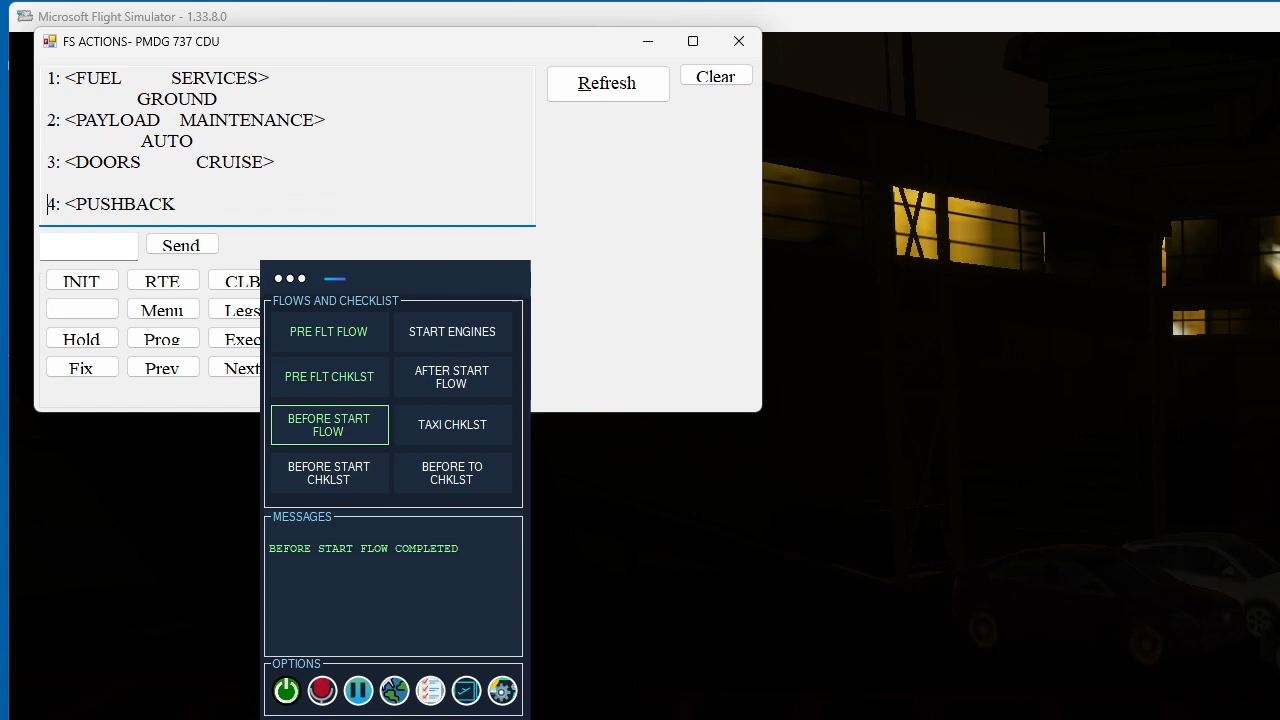 Microsoft Flight Simulator - 1.33.8.0
FS ACTIONS- PMDG 737 CDU
1: <FUEL SERVICES>
GROUND
2: <PAYLOAD MAINTENANCE>
AUTO
3: <DOORS CRUISE>
4: <PUSHBACK
Refresh
Clear
Send
INIT RTE CLB
Menu Legs
Hold Prog Exec
Fix Prev Next
FLOWS AND CHECKLIST
PRE FLT FLOW START ENGINES
PRE FLT CHKLST AFTER START
FLOW
BEFORE START
FLOW
TAXI CHKLST
BEFORE START
CHKLST
BEFORE TO
CHKLST
MESSAGES
BEFORE START FLOW COMPLETED
OPTIONS